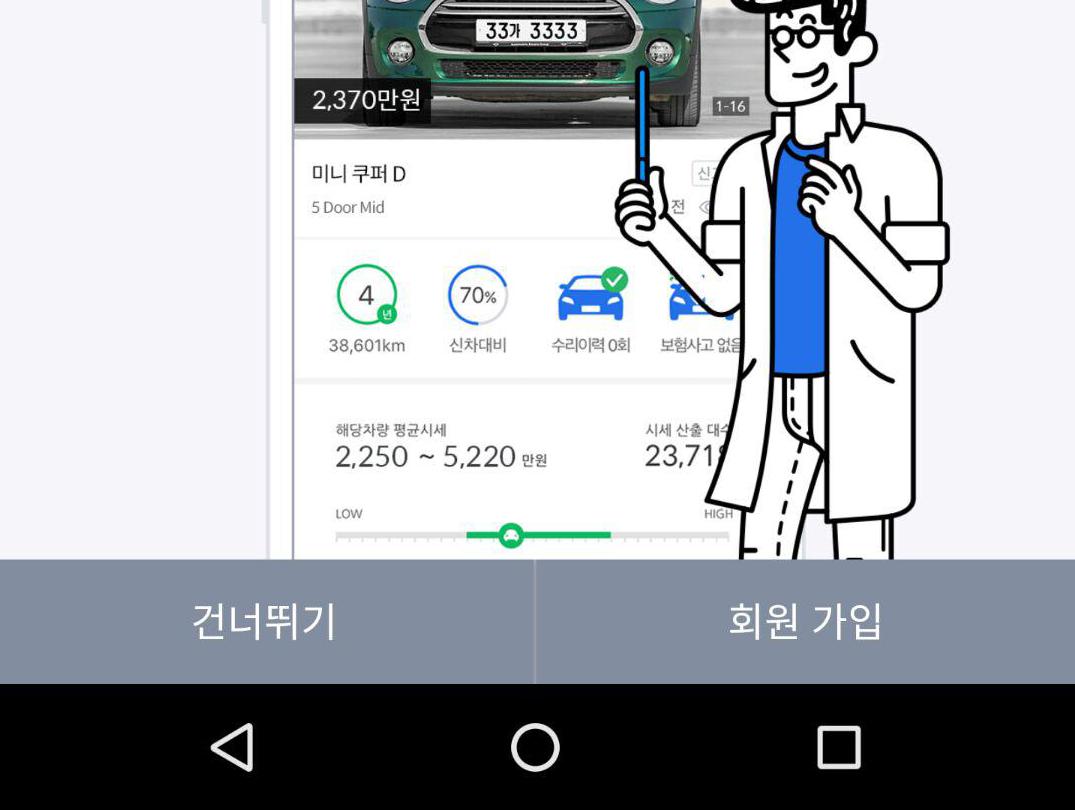 33가 3333
2,370만원
1-16
미니 쿠퍼 D
5 Door Mid
전
4년
70%
38,601km
신차대비
수리이력 0회
보험사고 없음
해당차량 평균시세
시세 산출 대수
2,250 ~ 5,220 만원
23,71
LOW
HIGH
건너뛰기
회원 가입